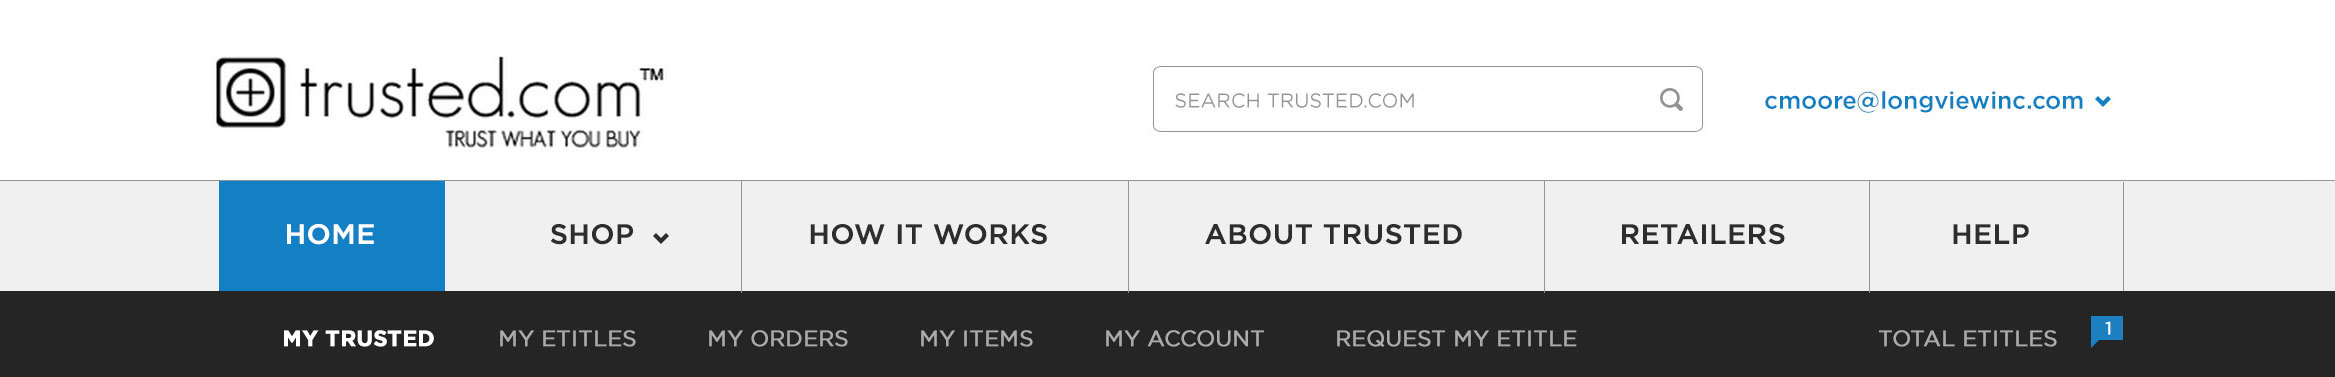 trusted.com™
TRUST WHAT YOU BUY
SEARCH TRUSTED.COM
cmoore@longviewinc.com
HOME SHOP HOW IT WORKS ABOUT TRUSTED RETAILERS HELP
MY TRUSTED MY ETITLES MY ORDERS MY ITEMS MY ACCOUNT REQUEST MY ETITLE TOTAL ETITLES 1